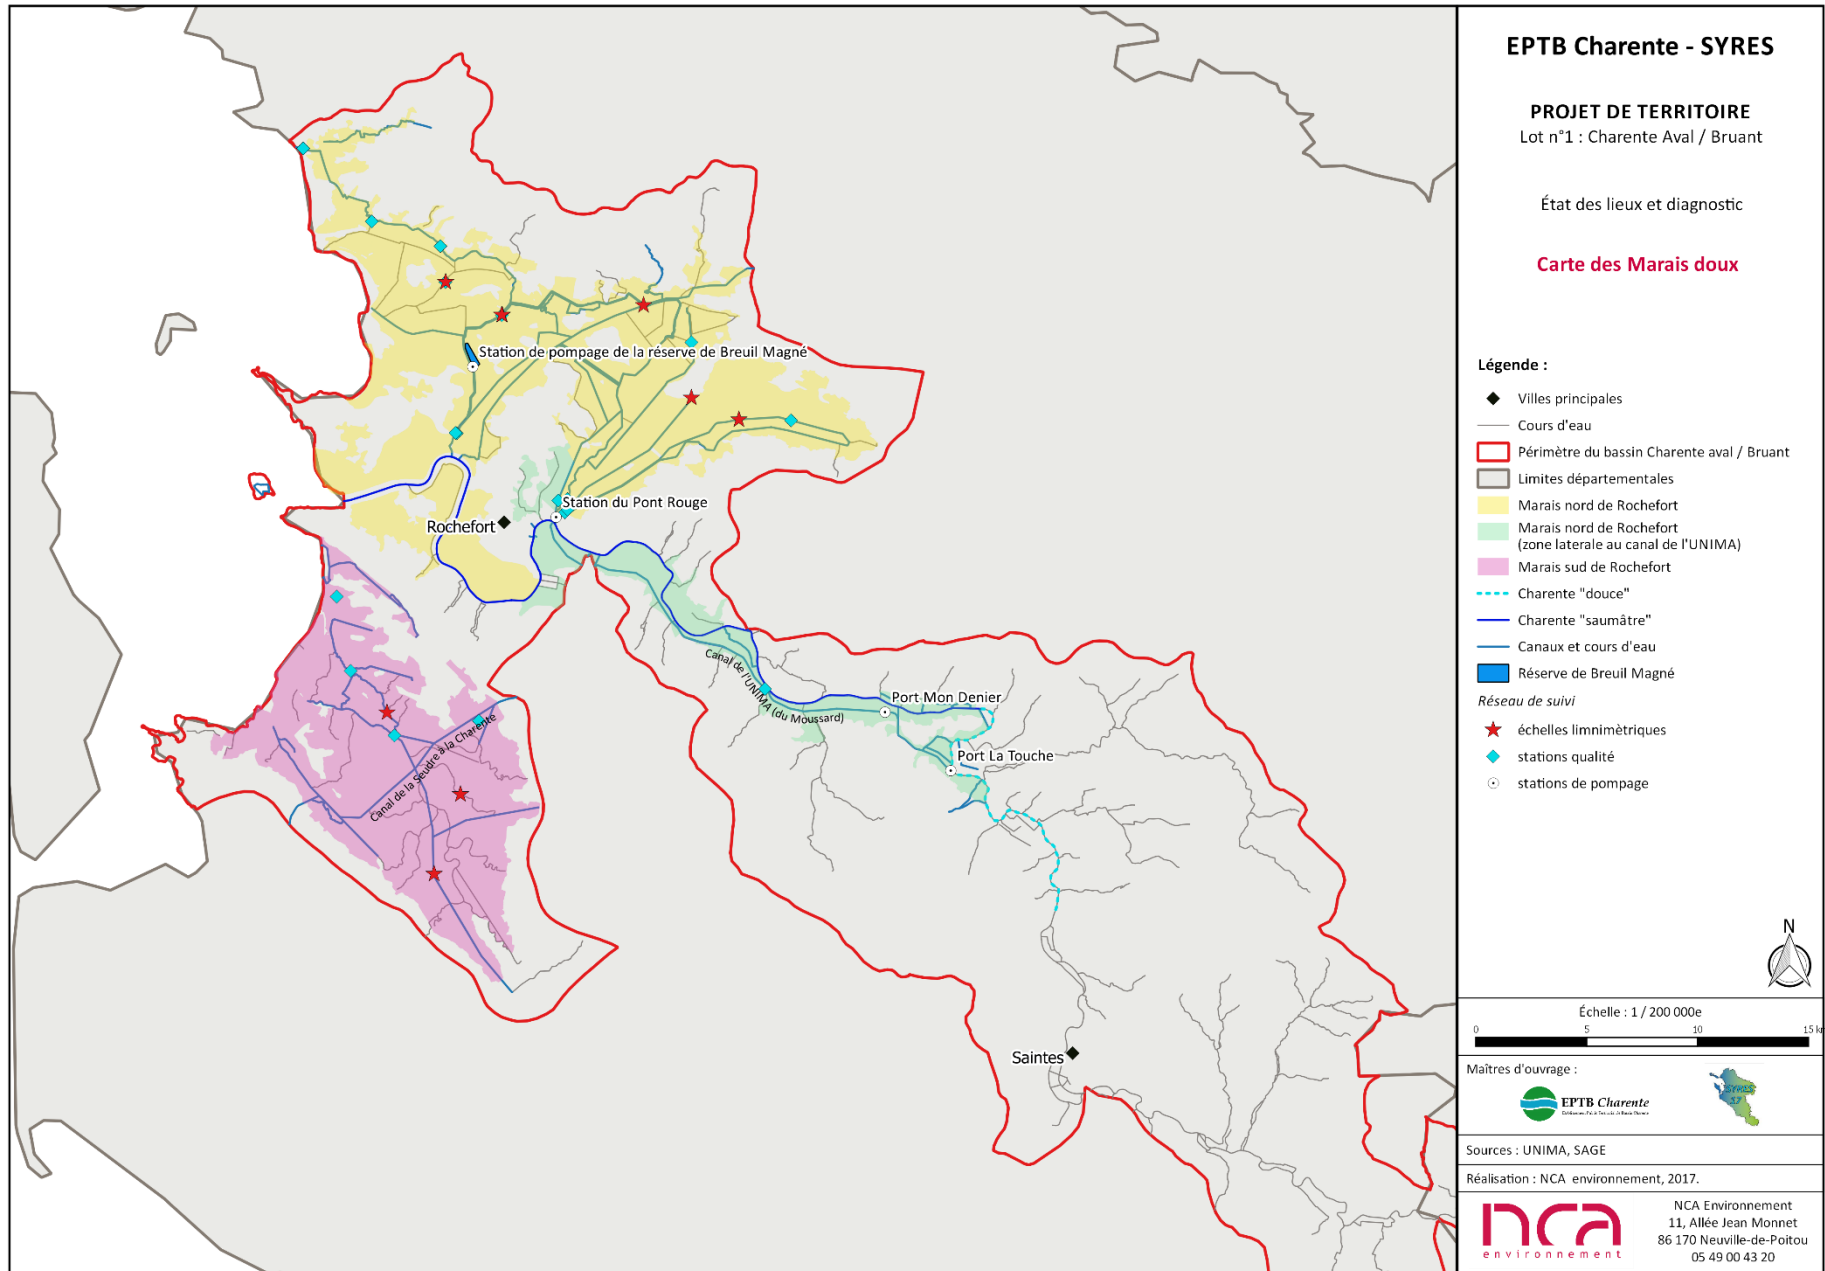 EPTB Charente - SYRES
PROJET DE TERRITOIRE
Lot n°1 : Charente Aval / Bruant
État des lieux et diagnostic
Carte des Marais doux
Légende :
Villes principales
Cours d'eau
Périmètre du bassin Charente aval / Bruant
Limites départementales
Marais nord de Rochefort
Marais nord de Rochefort
(zone laterale au canal de l'UNIMA)
Marais sud de Rochefort
Charente "douce"
Charente "saumâtre"
Canaux et cours d'eau
Réserve de Breuil Magné
Réseau de suivi
échelles limnimètriques
stations qualité
stations de pompage
N
Échelle : 1 / 200 000e
0 5 10 15 km
Maîtres d'ouvrage :
EPTB Charente
SYRES
17
Sources : UNIMA, SAGE
Réalisation : NCA environnement, 2017.
nca
environnement
NCA Environnement
11, Allée Jean Monnet
86 170 Neuville-de-Poitou
05 49 00 43 20
Station de pompage de la réserve de Breuil Magné
Station du Pont Rouge
Rochefort
Canal de l'UNIMA (du Moussard)
Port Mon Denier
Port La Touche
Canal de la Seudre à la Charente
Saintes